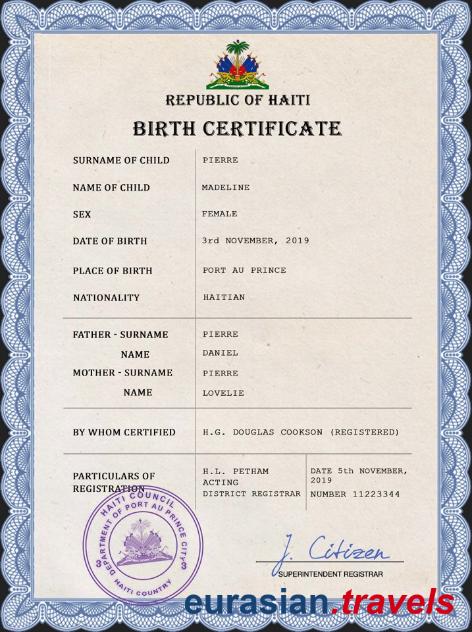 REPUBLIC OF HAITI
BIRTH CERTIFICATE
SURNAME OF CHILD PIERRE
NAME OF CHILD MADELINE
SEX FEMALE
DATE OF BIRTH 3rd NOVEMBER, 2019
PLACE OF BIRTH PORT AU PRINCE
NATIONALITY HAITIAN
FATHER - SURNAME PIERRE
NAME DANIEL
MOTHER - SURNAME PIERRE
NAME LOVELIE
BY WHOM CERTIFIED H.G. DOUGLAS COOKSON (REGISTERED)
PARTICULARS OF
REGISTRATION
H.L. PETHAM
ACTING
DISTRICT REGISTRAR
DATE 5th NOVEMBER,
2019
NUMBER 11223344
HAITI COUNCIL
DEPARTMENT OF PORT AU PRINCE CITY
HAITI COUNTRY
J. Citizen
SUPERINTENDENT REGISTRAR
eurasian.travels